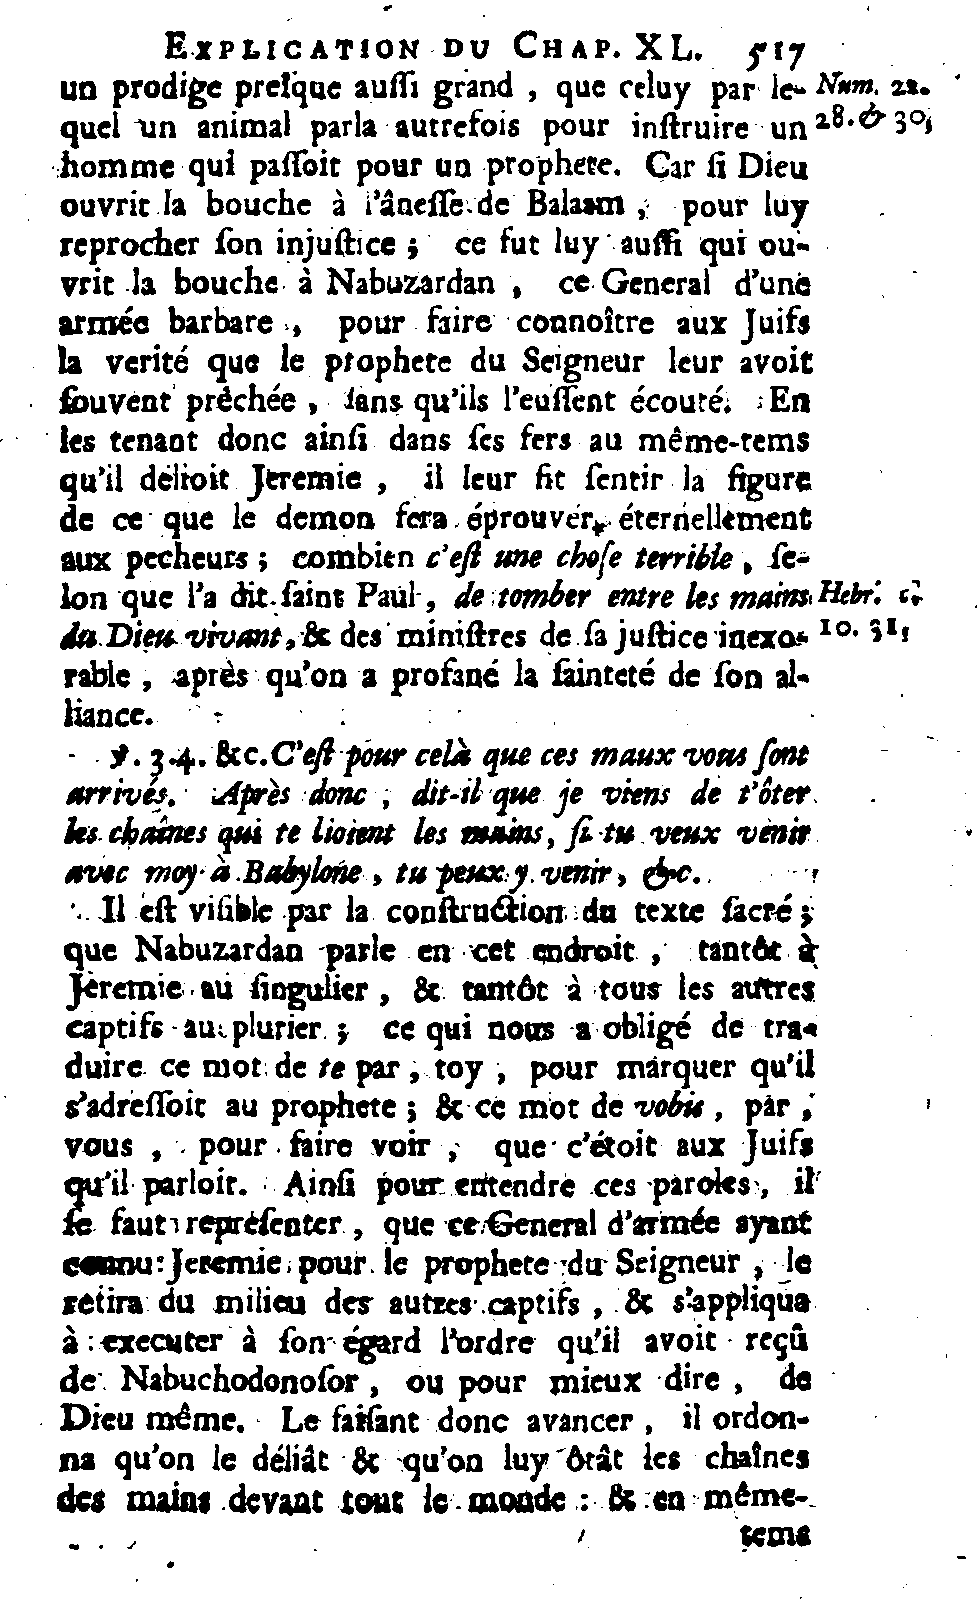 EXPLICATION DU CHAP. XL. 517
un prodige preſque auſſi grand, que celuy par le- Num. 22.
quel un animal parla autrefois pour inſtruire un 28. & 30.
homme qui paſſoit pour un prophete. Car ſi Dieu
ouvrit la bouche à l'âneſſe de Balaam, pour luy
reprocher ſon injuſtice; ce fut luy auſſi qui ou-
vrit la bouche à Nabuzardan, ce General d'une
armée barbare, pour faire connoître aux Juifs
la verité que le prophete du Seigneur leur avoit
ſouvent prêchée, ſans qu'ils l'euſſent écouté. En
les tenant donc ainſi dans ſes fers au même-tems
qu'il délioit Jeremie, il leur fit ſentir la figure
de ce que le demon fera éprouver éternellement
aux pecheurs; combien c'eſt une choſe terrible, ſe-
lon que l'a dit ſaint Paul, de tomber entre les mains Hebr. c.
du Dieu vivant, & des miniſtres de ſa juſtice inexo- 10. 31.
rable, après qu'on a profané la ſainteté de ſon al-
liance.
℣. 3.4. &c. C'eſt pour celà que ces maux vous ſont
arrivés. Après donc, dit-il que je viens de t'ôter
les chaînes qui te lioient les mains, ſi tu veux venir
avec moy à Babylone, tu peux y venir, &c.
Il eſt viſible par la conſtruction du texte ſacré;
que Nabuzardan parle en cet endroit, tantôt à
Jeremie au ſingulier, & tantôt à tous les autres
captifs au plurier; ce qui nous a obligé de tra-
duire ce mot de te par, toy, pour marquer qu'il
s'adreſſoit au prophete; & ce mot de vobis, par,
vous, pour faire voir, que c'étoit aux Juifs
qu'il parloit. Ainſi pour entendre ces paroles, il
ſe faut repréſenter, que ce General d'armée ayant
connu Jeremie pour le prophete du Seigneur, le
retira du milieu des autres captifs, & s'appliqua
à executer à ſon égard l'ordre qu'il avoit reçû
de Nabuchodonoſor, ou pour mieux dire, de
Dieu même. Le faiſant donc avancer, il ordon-
na qu'on le déliât & qu'on luy ôtât les chaînes
des mains devant tout le monde: & en même-
tems